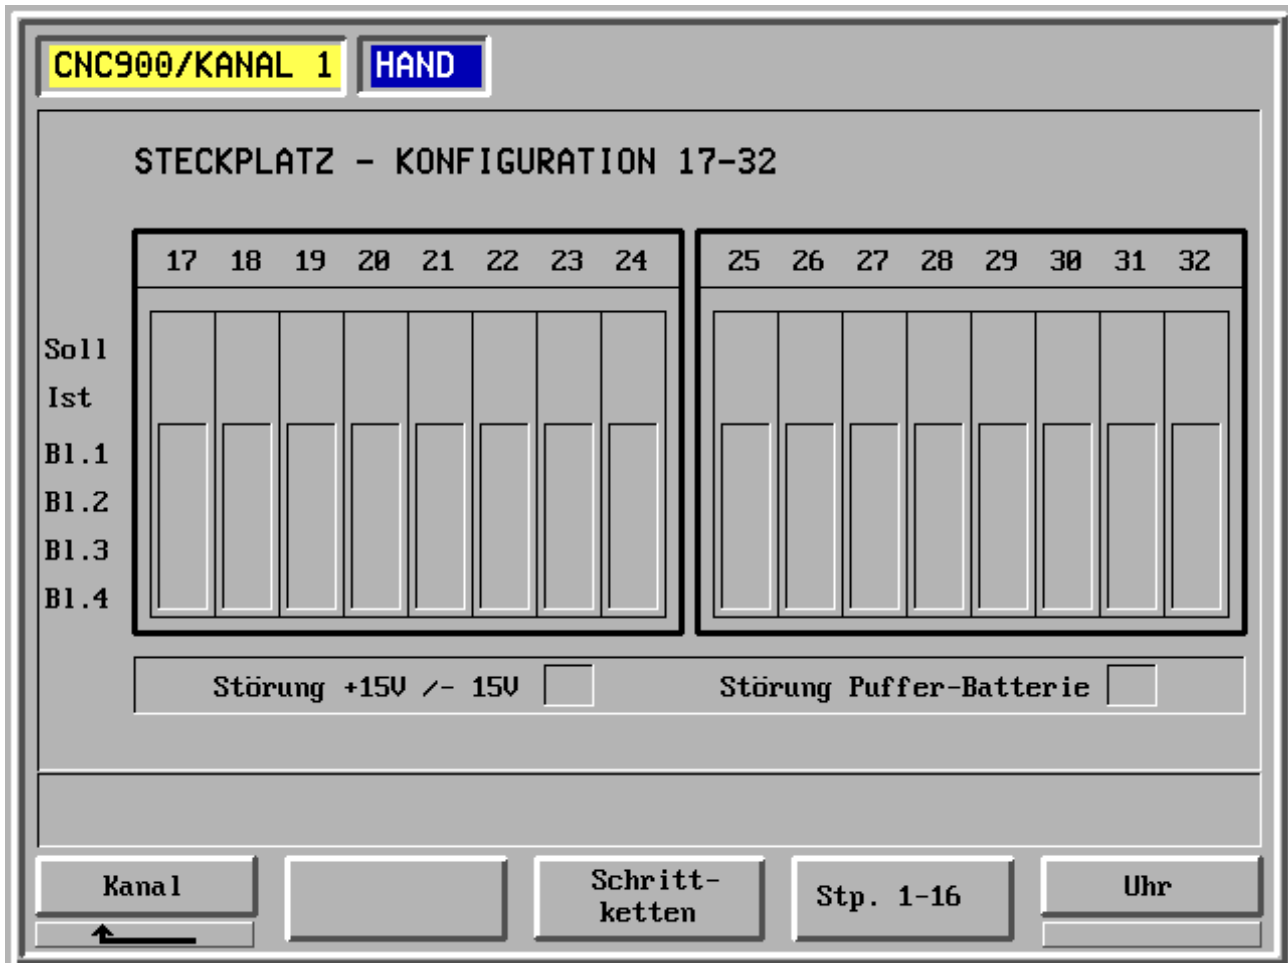 CNC900/KANAL 1 HAND
STECKPLATZ - KONFIGURATION 17-32
17 18 19 20 21 22 23 24 25 26 27 28 29 30 31 32
Soll
Ist
Bl.1
Bl.2
Bl.3
Bl.4
Störung +15V /- 15V Störung Puffer-Batterie
Kanal
Schritt-
ketten
Stp. 1-16
Uhr